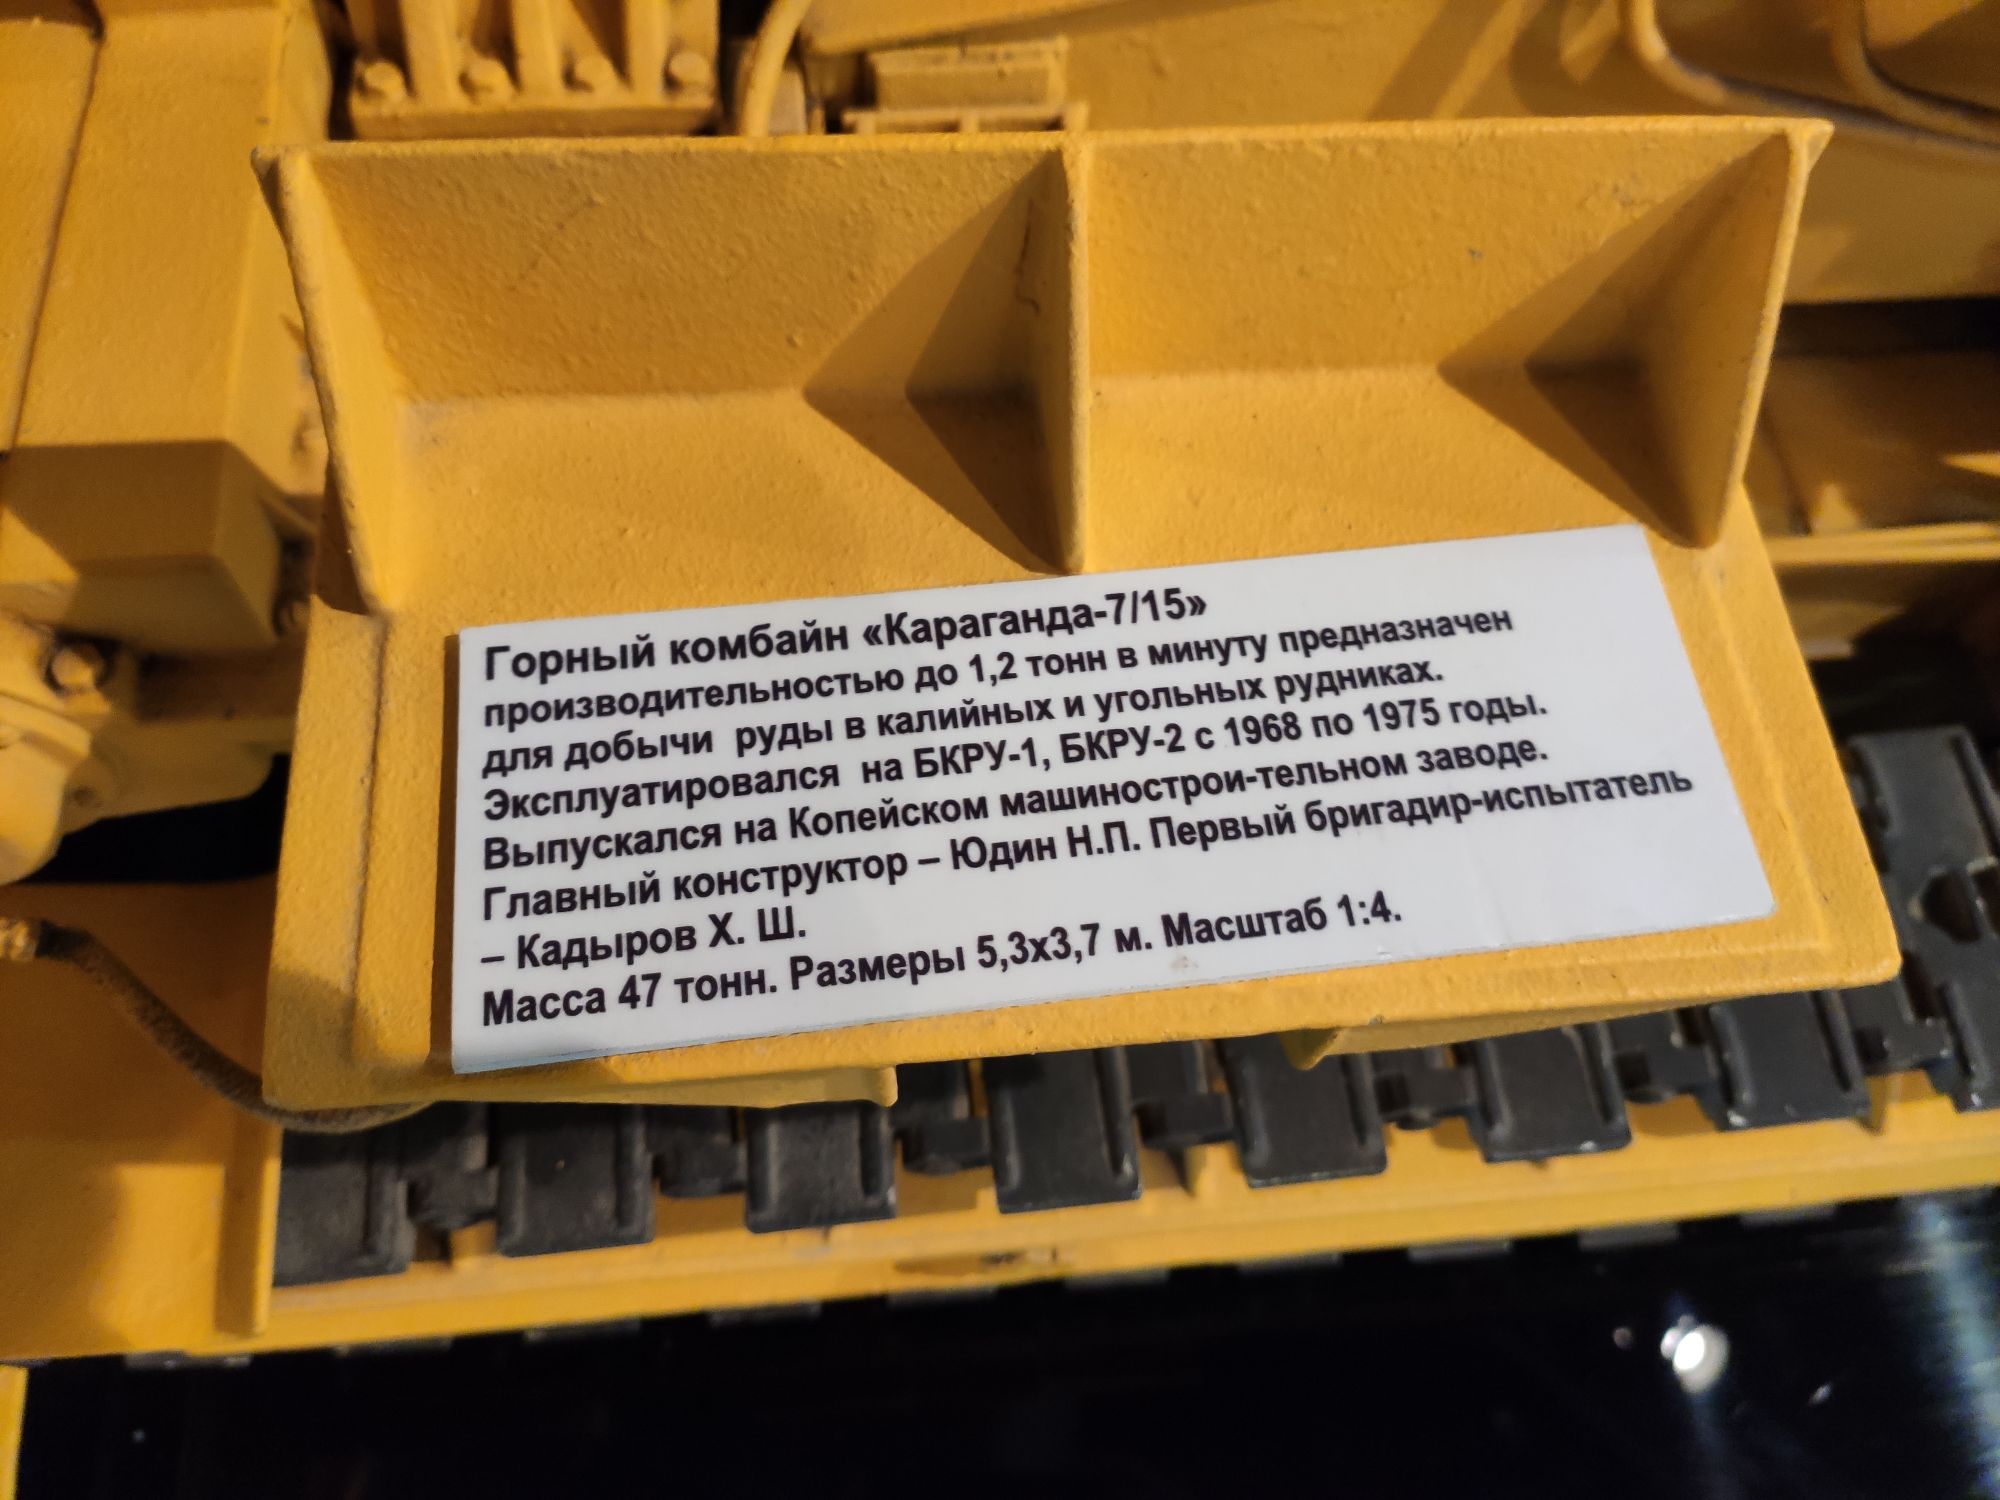 Горный комбайн «Караганда-7/15»
производительностью до 1,2 тонн в минуту предназначен
для добычи  руды в калийных и угольных рудниках.
Эксплуатировался  на БКРУ-1, БКРУ-2 с 1968 по 1975 годы.
Выпускался на Копейском машинострои-тельном заводе.
Главный конструктор – Юдин Н.П. Первый бригадир-испытатель
– Кадыров Х. Ш.
Масса 47 тонн. Размеры 5,3х3,7 м. Масштаб 1:4.